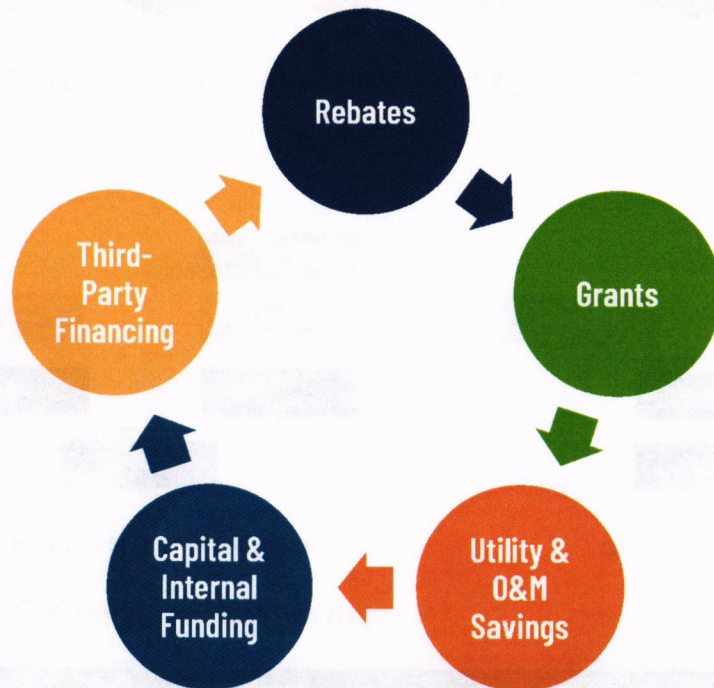 Rebates
Grants
Utility &
O&M
Savings
Capital &
Internal
Funding
Third-
Party
Financing